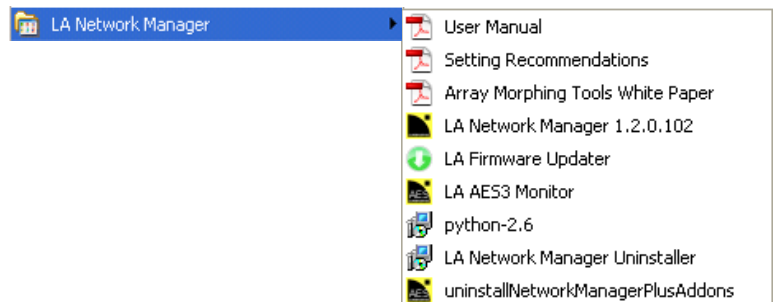 LA Network Manager
User Manual
Setting Recommendations
Array Morphing Tools White Paper
LA Network Manager 1.2.0.102
LA Firmware Updater
LA AES3 Monitor
python-2.6
LA Network Manager Uninstaller
uninstallNetworkManagerPlusAddons